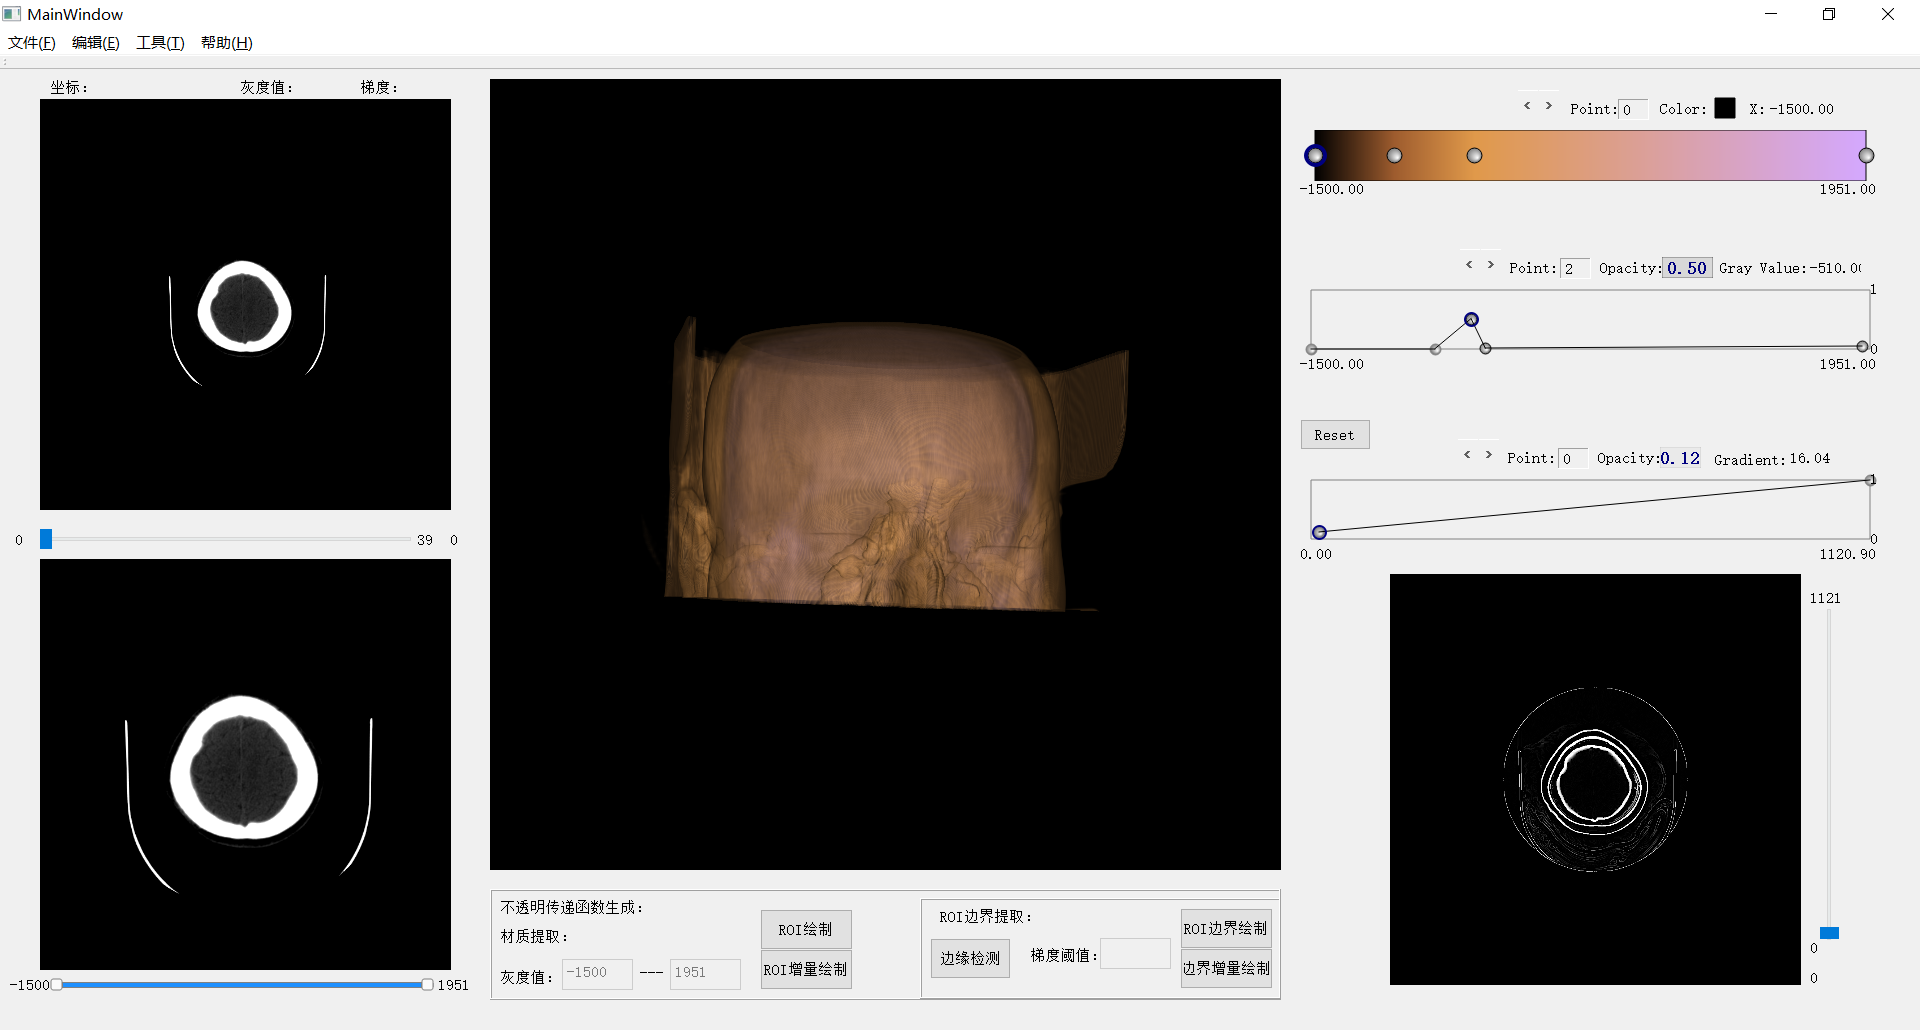 MainWindow
文件(F) 编辑(E) 工具(T) 帮助(H)
坐标： 灰度值： 梯度：
0 39 0
-1500 1951
< > Point: 0 Color: X: -1500.00
-1500.00 1951.00
< > Point: 2 Opacity: 0.50 Gray Value: -510.00
1
0
-1500.00 1951.00
Reset
< > Point: 0 Opacity: 0.12 Gradient: 16.04
1
0
0.00 1120.90
1121
0
0
不透明传递函数生成：
材质提取：
灰度值： -1500 --- 1951
ROI绘制
ROI增量绘制
ROI边界提取：
边缘检测 梯度阈值：
ROI边界绘制
边界增量绘制